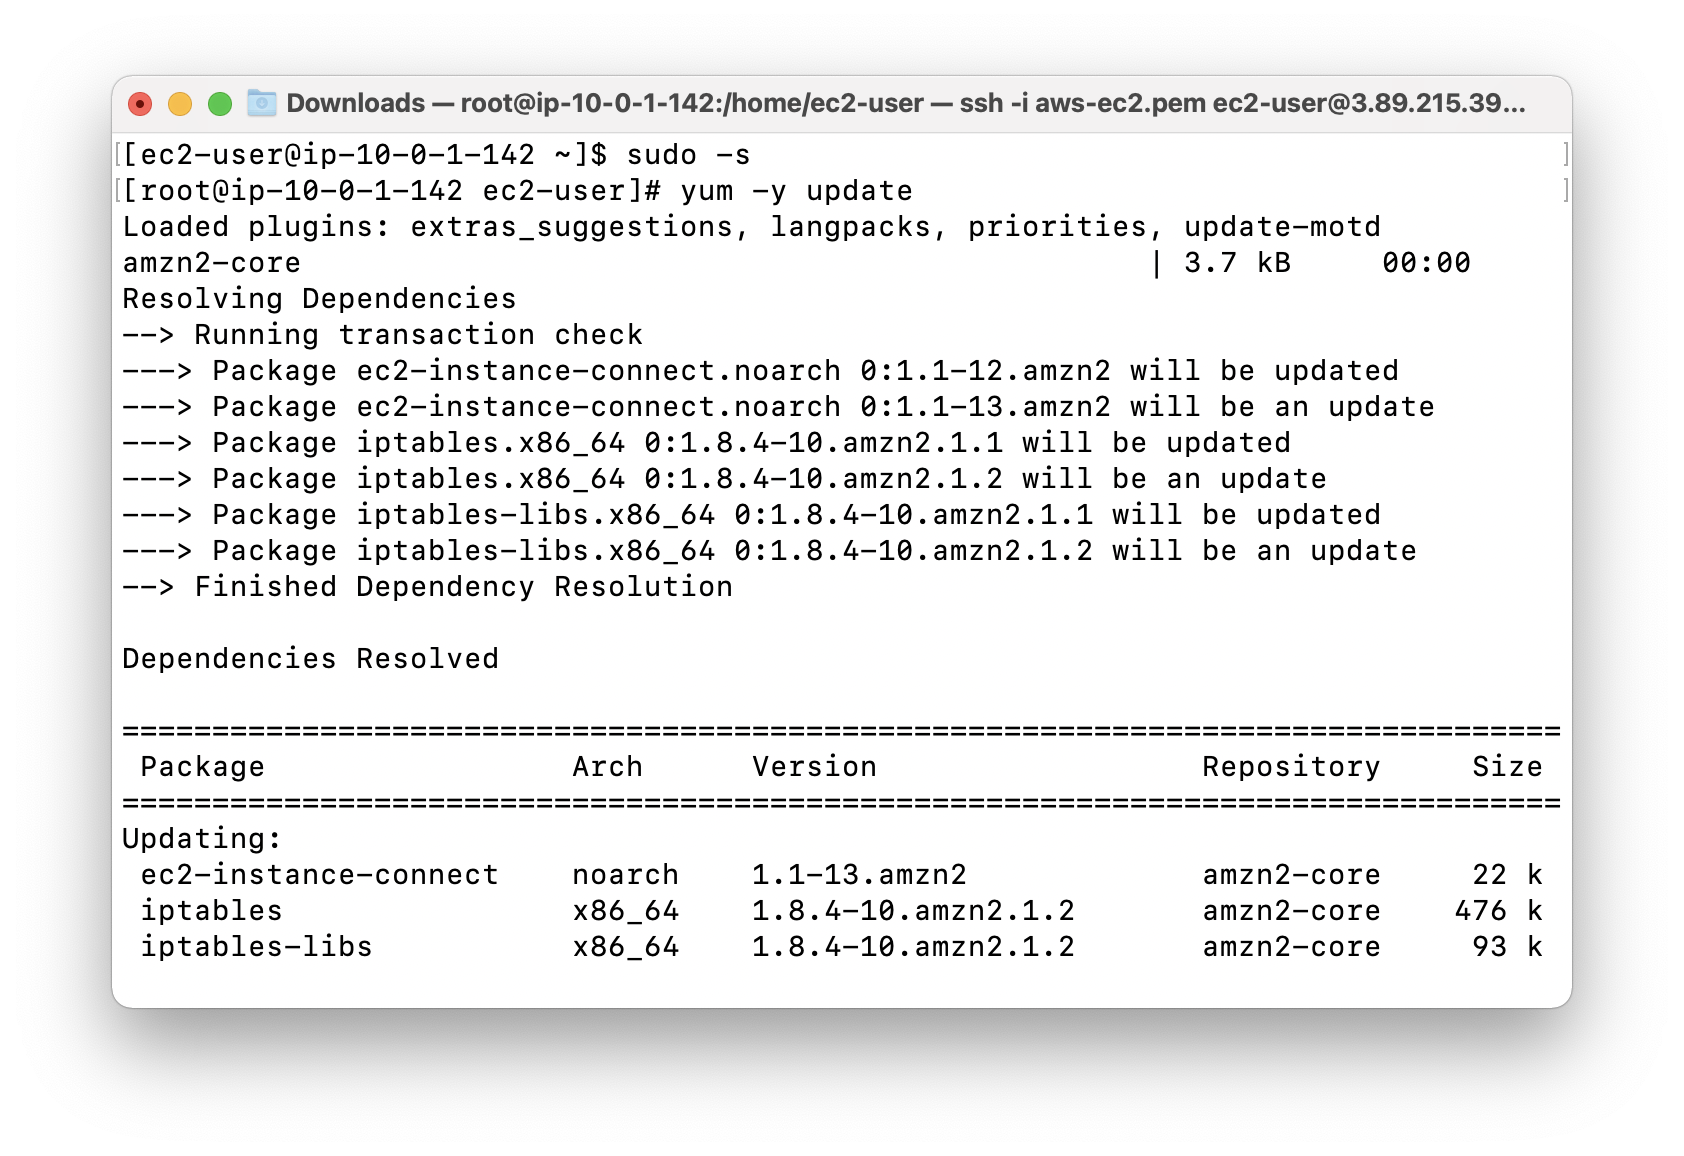 Downloads — root@ip-10-0-1-142:/home/ec2-user — ssh -i aws-ec2.pem ec2-user@3.89.215.39...
[[ec2-user@ip-10-0-1-142 ~]$ sudo -s ]
[[root@ip-10-0-1-142 ec2-user]# yum -y update ]
Loaded plugins: extras_suggestions, langpacks, priorities, update-motd
amzn2-core | 3.7 kB 00:00
Resolving Dependencies
--> Running transaction check
---> Package ec2-instance-connect.noarch 0:1.1-12.amzn2 will be updated
---> Package ec2-instance-connect.noarch 0:1.1-13.amzn2 will be an update
---> Package iptables.x86_64 0:1.8.4-10.amzn2.1.1 will be updated
---> Package iptables.x86_64 0:1.8.4-10.amzn2.1.2 will be an update
---> Package iptables-libs.x86_64 0:1.8.4-10.amzn2.1.1 will be updated
---> Package iptables-libs.x86_64 0:1.8.4-10.amzn2.1.2 will be an update
--> Finished Dependency Resolution
Dependencies Resolved
================================================================================
Package Arch Version Repository Size
================================================================================
Updating:
ec2-instance-connect noarch 1.1-13.amzn2 amzn2-core 22 k
iptables x86_64 1.8.4-10.amzn2.1.2 amzn2-core 476 k
iptables-libs x86_64 1.8.4-10.amzn2.1.2 amzn2-core 93 k